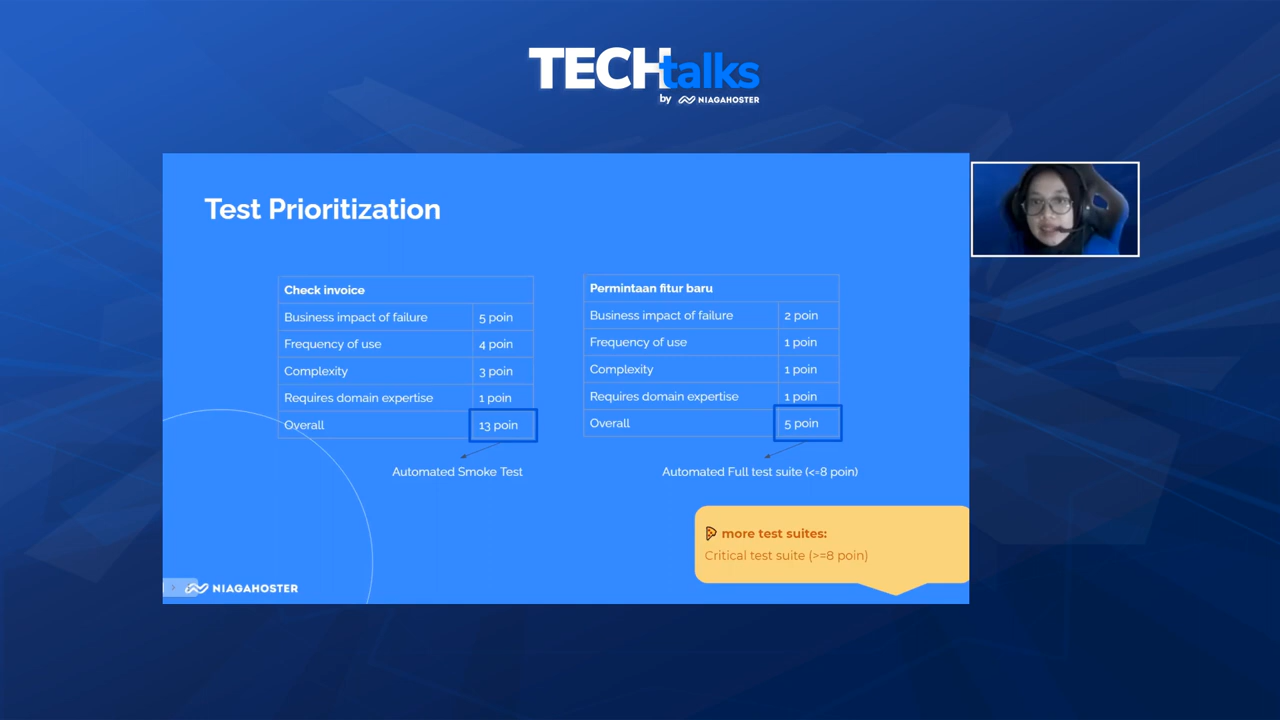 TECHtalks
by NIAGAHOSTER
Test Prioritization
Check invoice
Business impact of failure 5 poin
Frequency of use 4 poin
Complexity 3 poin
Requires domain expertise 1 poin
Overall 13 poin
Automated Smoke Test
Permintaan fitur baru
Business impact of failure 2 poin
Frequency of use 1 poin
Complexity 1 poin
Requires domain expertise 1 poin
Overall 5 poin
Automated Full test suite (<=8 poin)
more test suites:
Critical test suite (>=8 poin)
NIAGAHOSTER